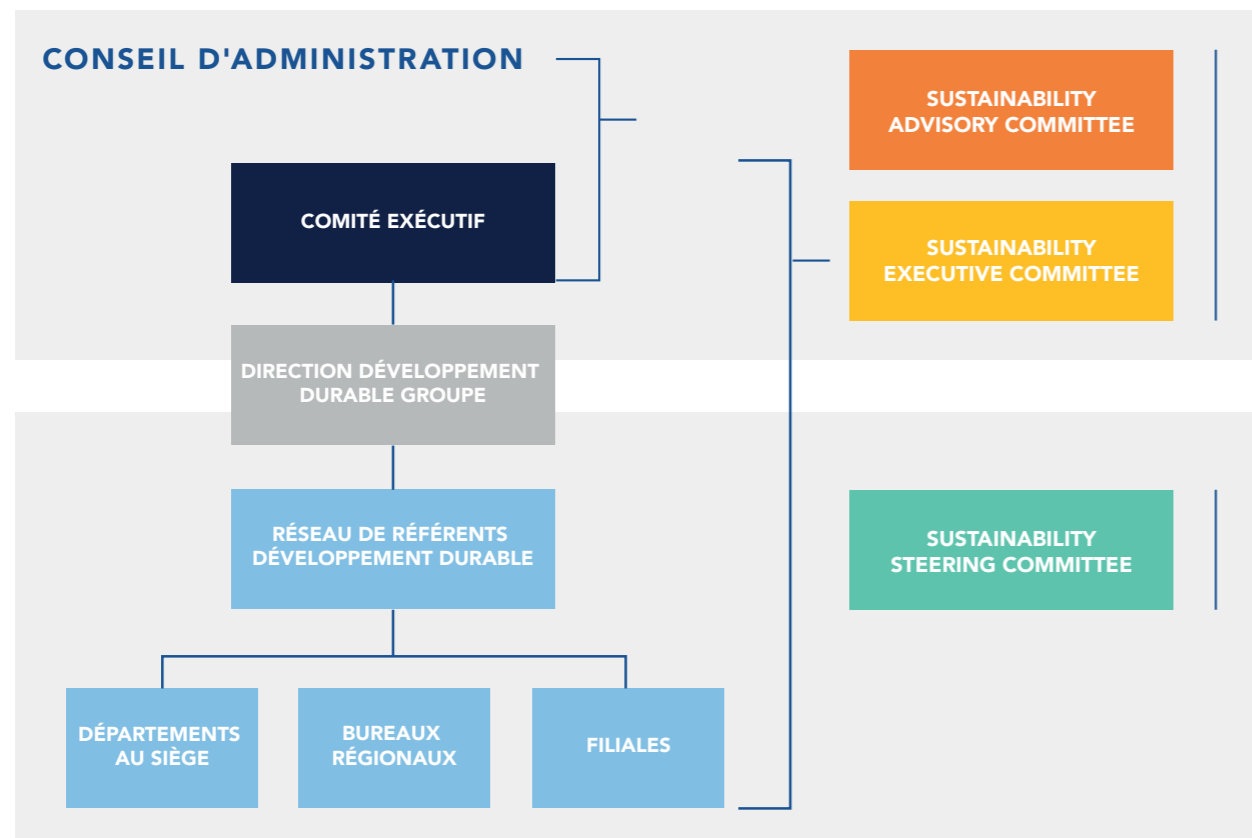 CONSEIL D'ADMINISTRATION
SUSTAINABILITY
ADVISORY COMMITTEE
COMITÉ EXÉCUTIF
SUSTAINABILITY
EXECUTIVE COMMITTEE
DIRECTION DÉVELOPPEMENT
DURABLE GROUPE
RÉSEAU DE RÉFÉRENTS
DÉVELOPPEMENT DURABLE
SUSTAINABILITY
STEERING COMMITTEE
DÉPARTEMENTS
AU SIÈGE
BUREAUX
RÉGIONAUX
FILIALES